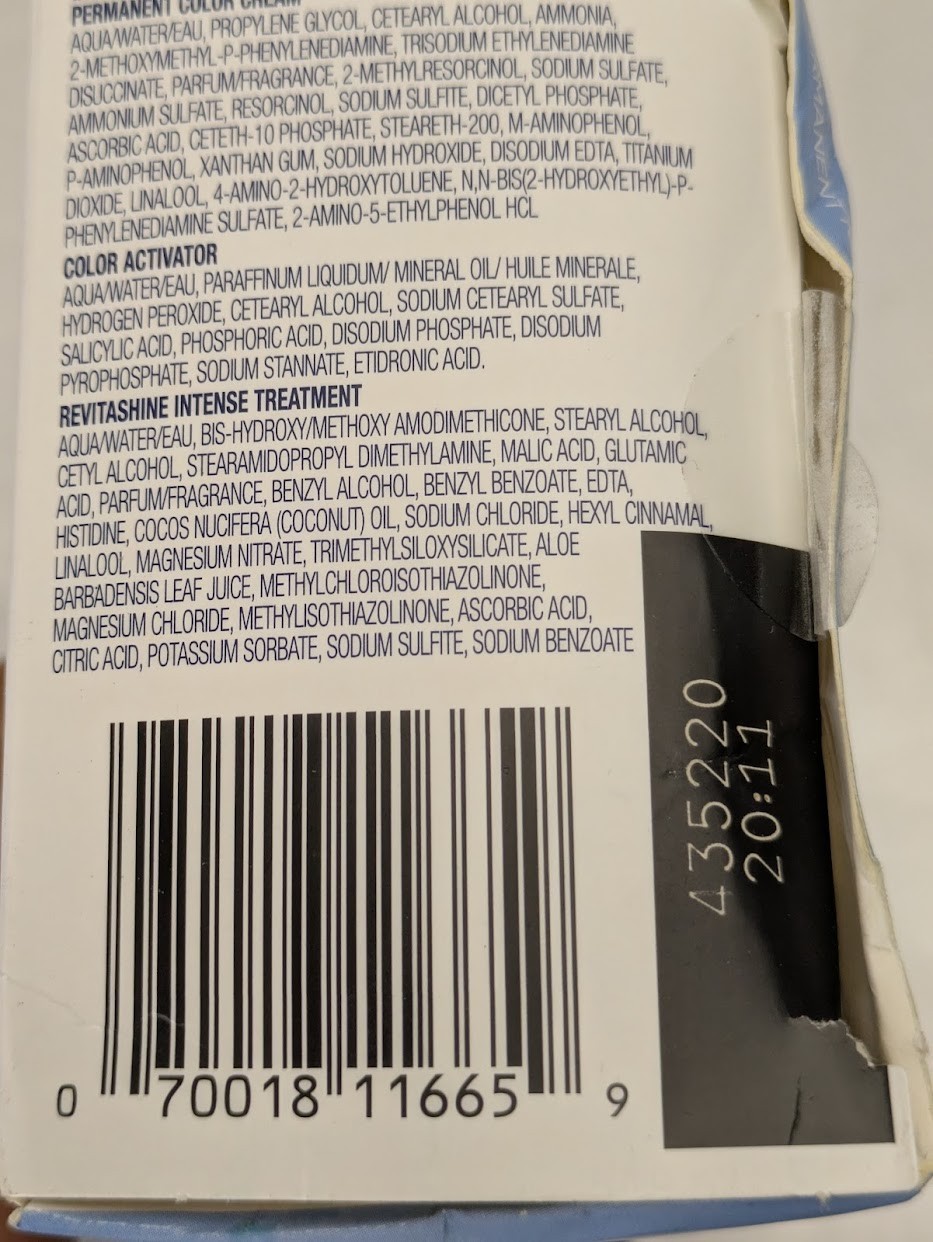 PERMANENT COLOR CREAM
AQUA/WATER/EAU, PROPYLENE GLYCOL, CETEARYL ALCOHOL, AMMONIA,
2-METHOXYMETHYL-P-PHENYLENEDIAMINE, TRISODIUM ETHYLENEDIAMINE
DISUCCINATE, PARFUM/FRAGRANCE, 2-METHYLRESORCINOL, SODIUM SULFATE,
AMMONIUM SULFATE, RESORCINOL, SODIUM SULFITE, DICETYL PHOSPHATE,
ASCORBIC ACID, CETETH-10 PHOSPHATE, STEARETH-200, M-AMINOPHENOL,
P-AMINOPHENOL, XANTHAN GUM, SODIUM HYDROXIDE, DISODIUM EDTA, TITANIUM
DIOXIDE, LINALOOL, 4-AMINO-2-HYDROXYTOLUENE, N,N-BIS(2-HYDROXYETHYL)-P-
PHENYLENEDIAMINE SULFATE, 2-AMINO-5-ETHYLPHENOL HCL
COLOR ACTIVATOR
AQUA/WATER/EAU, PARAFFINUM LIQUIDUM/ MINERAL OIL/ HUILE MINERALE,
HYDROGEN PEROXIDE, CETEARYL ALCOHOL, SODIUM CETEARYL SULFATE,
SALICYLIC ACID, PHOSPHORIC ACID, DISODIUM PHOSPHATE, DISODIUM
PYROPHOSPHATE, SODIUM STANNATE, ETIDRONIC ACID.
REVITASHINE INTENSE TREATMENT
AQUA/WATER/EAU, BIS-HYDROXY/METHOXY AMODIMETHICONE, STEARYL ALCOHOL,
CETYL ALCOHOL, STEARAMIDOPROPYL DIMETHYLAMINE, MALIC ACID, GLUTAMIC
ACID, PARFUM/FRAGRANCE, BENZYL ALCOHOL, BENZYL BENZOATE, EDTA,
HISTIDINE, COCOS NUCIFERA (COCONUT) OIL, SODIUM CHLORIDE, HEXYL CINNAMAL,
LINALOOL, MAGNESIUM NITRATE, TRIMETHYLSILOXYSILICATE, ALOE
BARBADENSIS LEAF JUICE, METHYLCHLOROISOTHIAZOLINONE,
MAGNESIUM CHLORIDE, METHYLISOTHIAZOLINONE, ASCORBIC ACID,
CITRIC ACID, POTASSIUM SORBATE, SODIUM SULFITE, SODIUM BENZOATE
0 70018 11665 9
435220
20:11